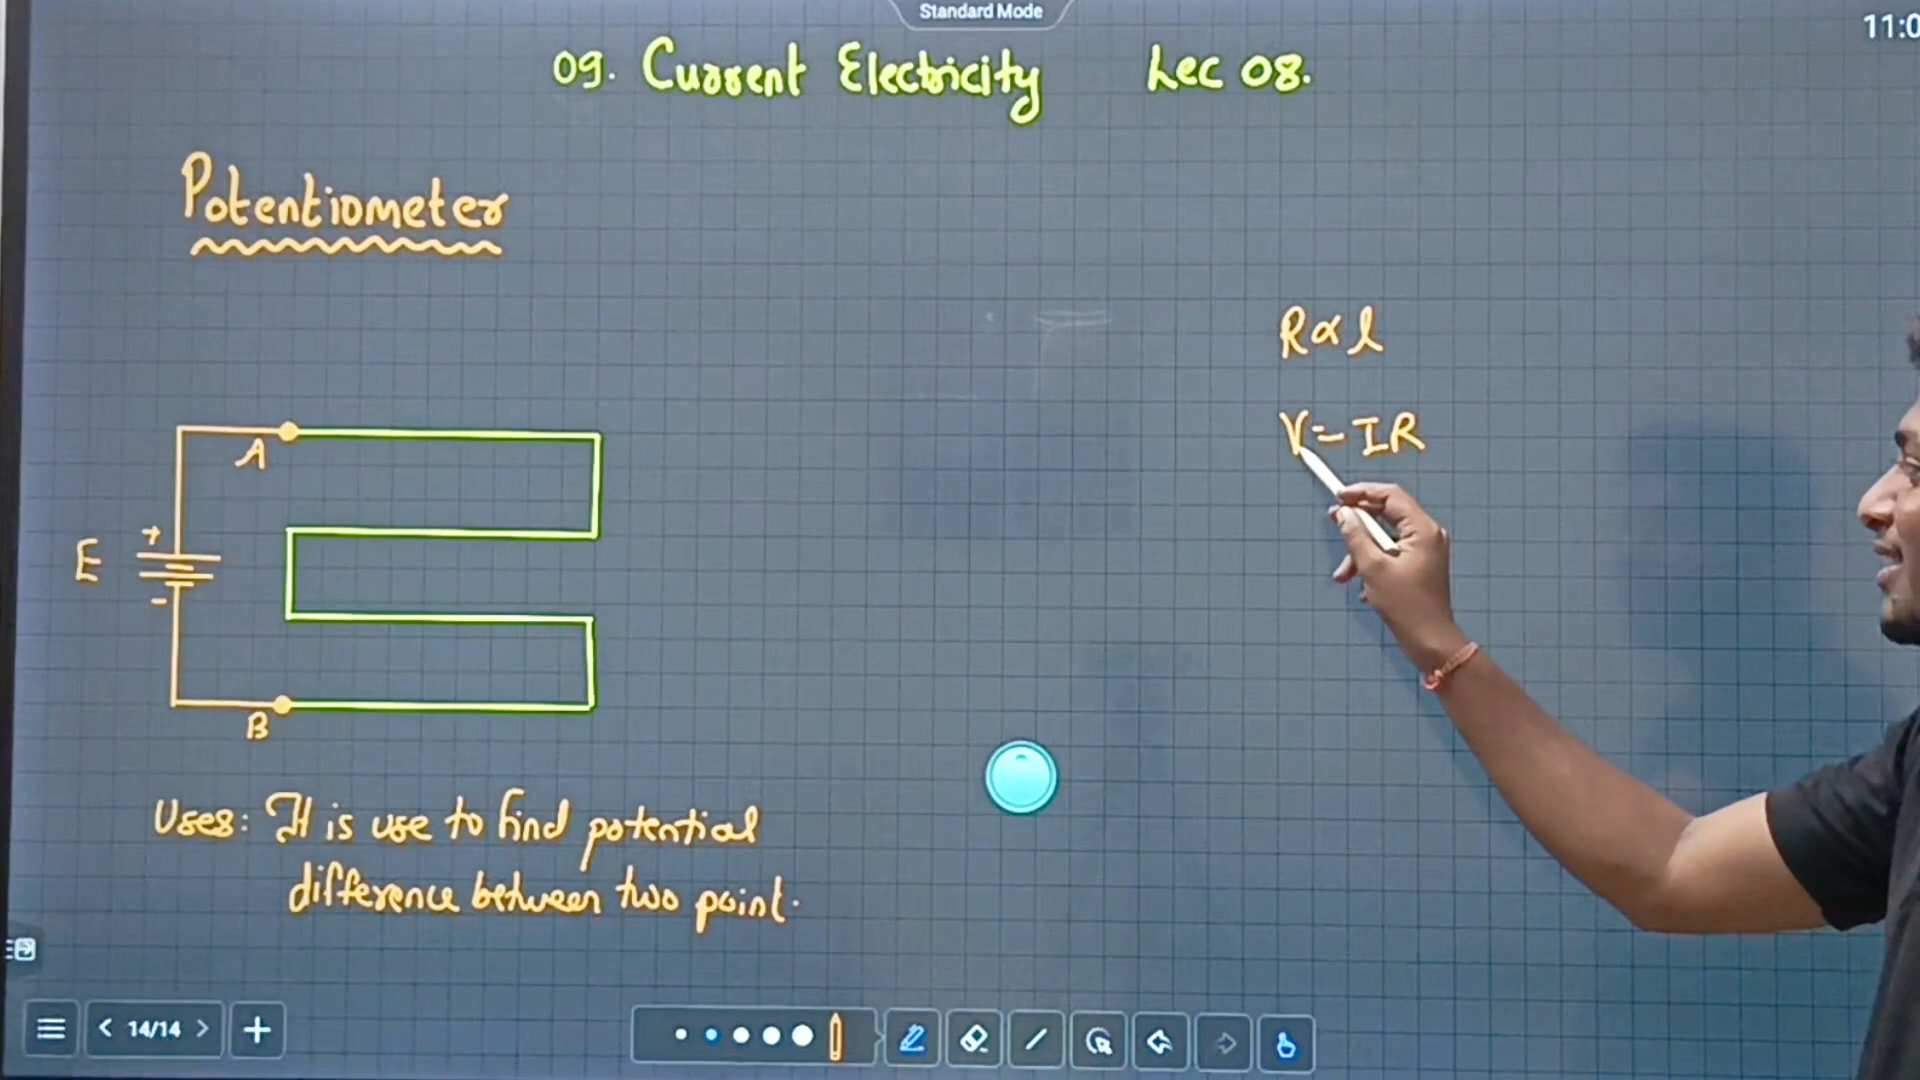 Standard Mode
11:0
09. Current Electricity Lec 08.
Potentiometer
R∝l
V=IR
A
+
E
-
B
Uses: It is use to find potential
difference between two point.
14/14